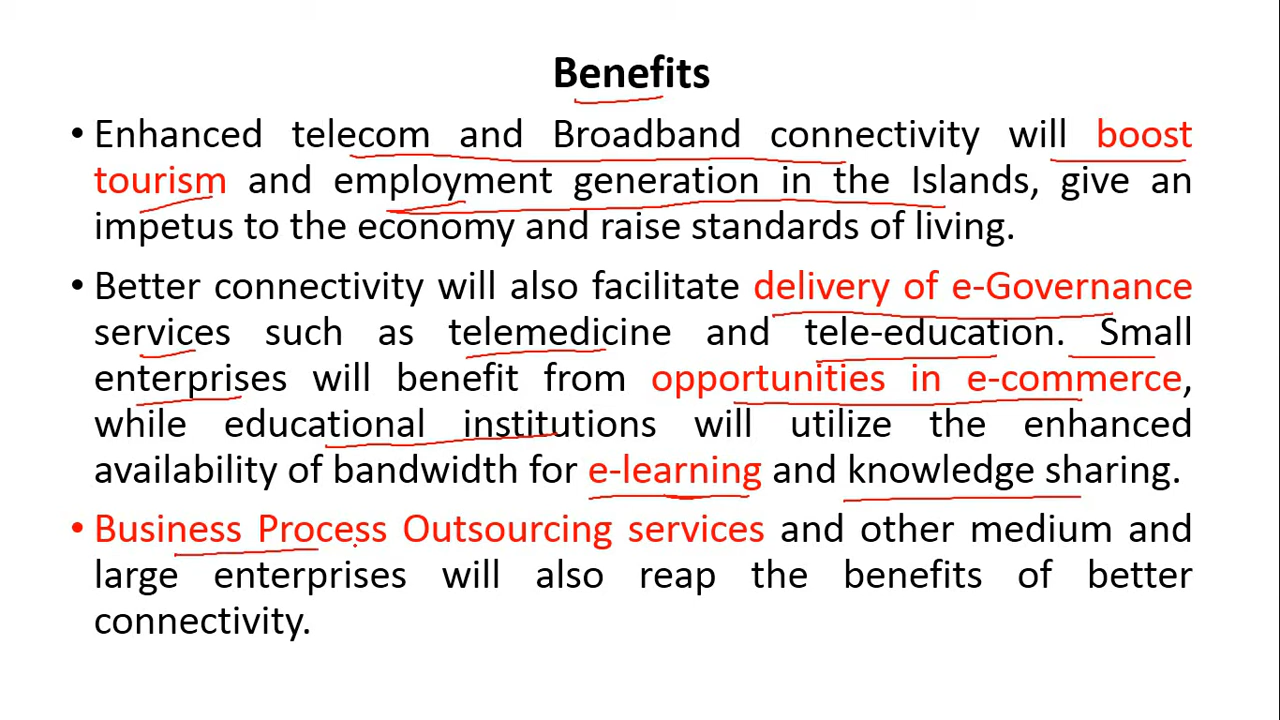 Benefits
• Enhanced telecom and Broadband connectivity will boost
tourism and employment generation in the Islands, give an
impetus to the economy and raise standards of living.
• Better connectivity will also facilitate delivery of e-Governance
services such as telemedicine and tele-education. Small
enterprises will benefit from opportunities in e-commerce,
while educational institutions will utilize the enhanced
availability of bandwidth for e-learning and knowledge sharing.
• Business Process Outsourcing services and other medium and
large enterprises will also reap the benefits of better
connectivity.